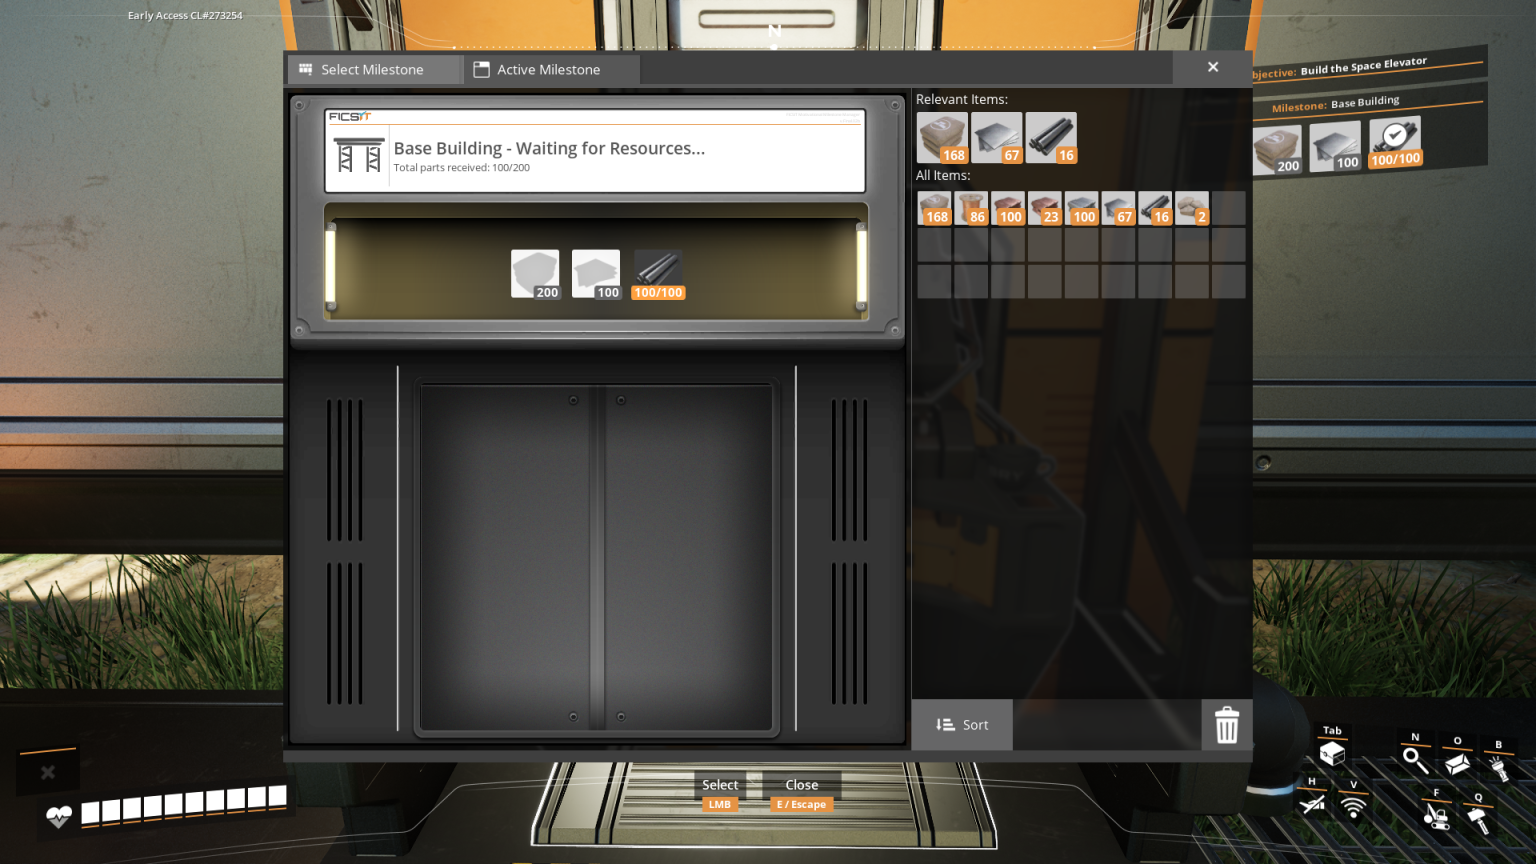 Early Access CL#273254
N
Select Milestone
Active Milestone
bjective: Build the Space Elevator
Milestone: Base Building
200
100
100/100
FICSIT
Base Building - Waiting for Resources...
Total parts received: 100/200
200
100
100/100
Relevant Items:
168
67
16
All Items:
168
86
100
23
100
67
16
2
Sort
Select
LMB
Close
E / Escape
Tab
N
O
B
H
V
F
Q